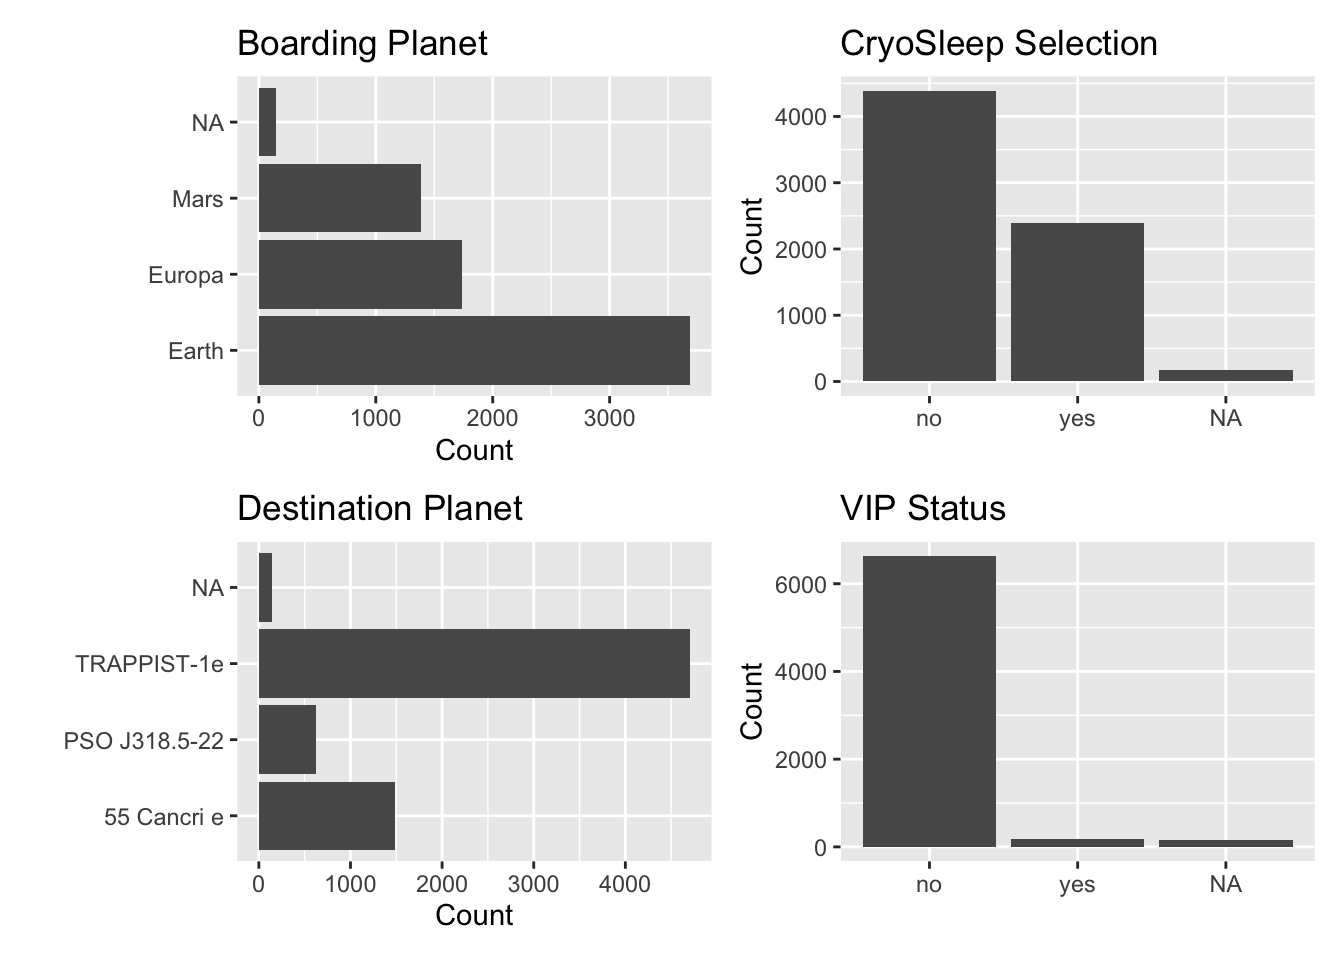 Boarding Planet
NA
Mars
Europa
Earth
0 1000 2000 3000
Count
CryoSleep Selection
Count
4000
3000
2000
1000
0
no yes NA
Destination Planet
NA
TRAPPIST-1e
PSO J318.5-22
55 Cancri e
0 1000 2000 3000 4000
Count
VIP Status
Count
6000
4000
2000
0
no yes NA